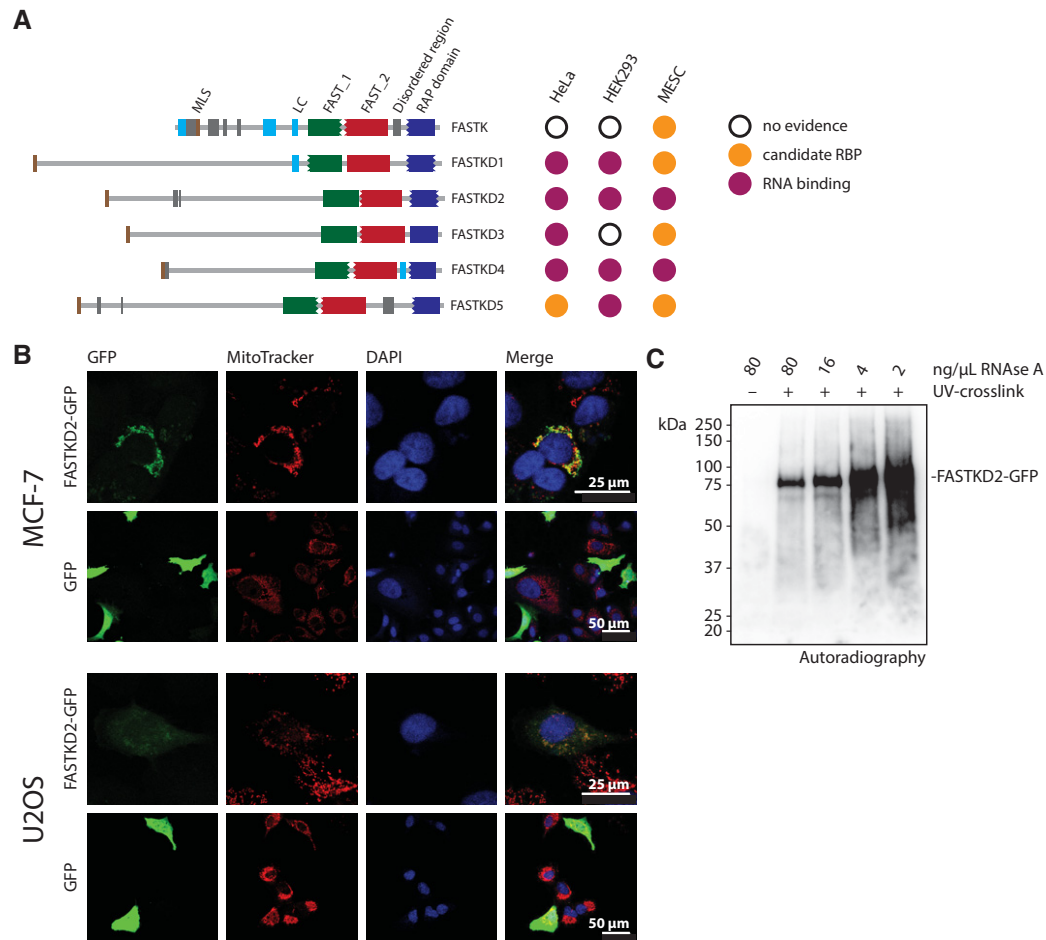 A
MLS
LC
FAST_1
FAST_2
Disordered region
RAP domain
HeLa
HEK293
MESC
FASTK
FASTKD1
FASTKD2
FASTKD3
FASTKD4
FASTKD5
no evidence
candidate RBP
RNA binding
B
GFP MitoTracker DAPI Merge
MCF-7
FASTKD2-GFP
25 µm
GFP
50 µm
U2OS
FASTKD2-GFP
25 µm
GFP
50 µm
C
80 80 16 4 2 ng/µL RNAse A
– + + + + UV-crosslink
kDa
250
150
100
75
50
37
25
20
-FASTKD2-GFP
Autoradiography